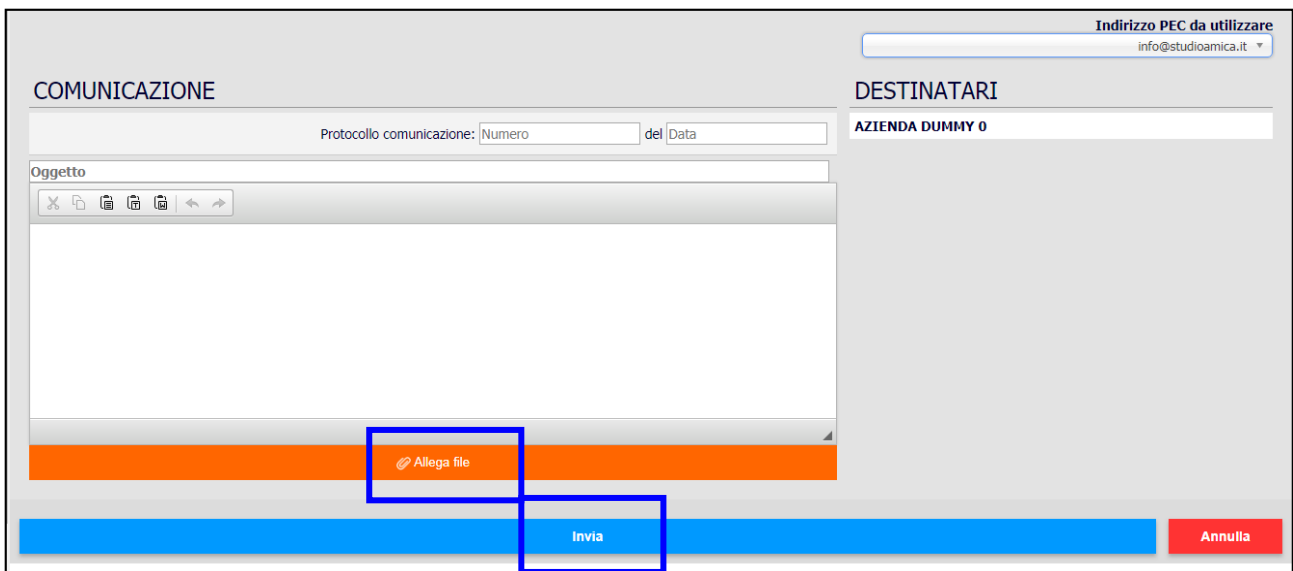 Indirizzo PEC da utilizzare
info@studioamica.it
COMUNICAZIONE
DESTINATARI
Protocollo comunicazione: Numero del Data
AZIENDA DUMMY 0
Oggetto
Allega file
Invia
Annulla